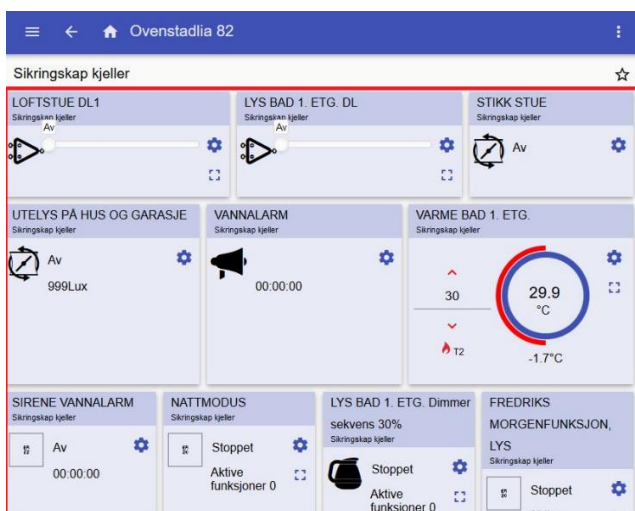 Ovenstadlia 82
Sikringskap kjeller
LOFTSTUE DL1
Sikringskap kjeller
Av
LYS BAD 1. ETG. DL
Sikringskap kjeller
Av
STIKK STUE
Sikringskap kjeller
Av
UTELYS PÅ HUS OG GARASJE
Sikringskap kjeller
Av
999Lux
VANNALARM
Sikringskap kjeller
00:00:00
VARME BAD 1. ETG.
Sikringskap kjeller
30
T2
29.9
°C
-1.7°C
SIRENE VANNALARM
Sikringskap kjeller
Av
00:00:00
NATTMODUS
Sikringskap kjeller
Stoppet
Aktive
funksjoner 0
LYS BAD 1. ETG. Dimmer
sekvens 30%
Sikringskap kjeller
Stoppet
Aktive
funksjoner 0
FREDRIKS
MORGENFUNKSJON,
LYS
Sikringskap kjeller
Stoppet